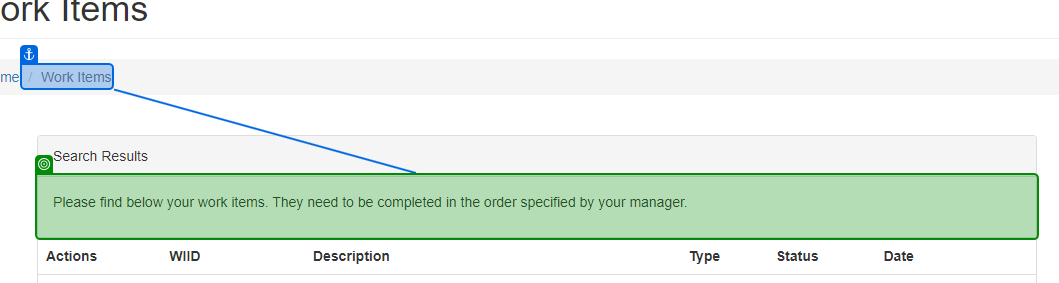 ork Items
me / Work Items
Search Results
Please find below your work items. They need to be completed in the order specified by your manager.
Actions WIID Description Type Status Date